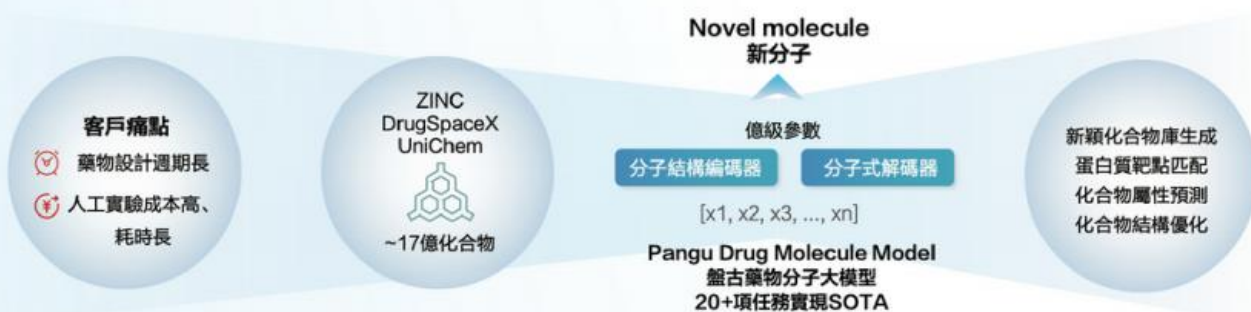 客戶痛點
藥物設計週期長
人工實驗成本高、
耗時長
ZINC
DrugSpaceX
UniChem
~17億化合物
Novel molecule
新分子
億級參數
分子結構編碼器
分子式解碼器
[x1, x2, x3, ..., xn]
Pangu Drug Molecule Model
盤古藥物分子大模型
20+項任務實現SOTA
新穎化合物庫生成
蛋白質靶點匹配
化合物屬性預測
化合物結構優化